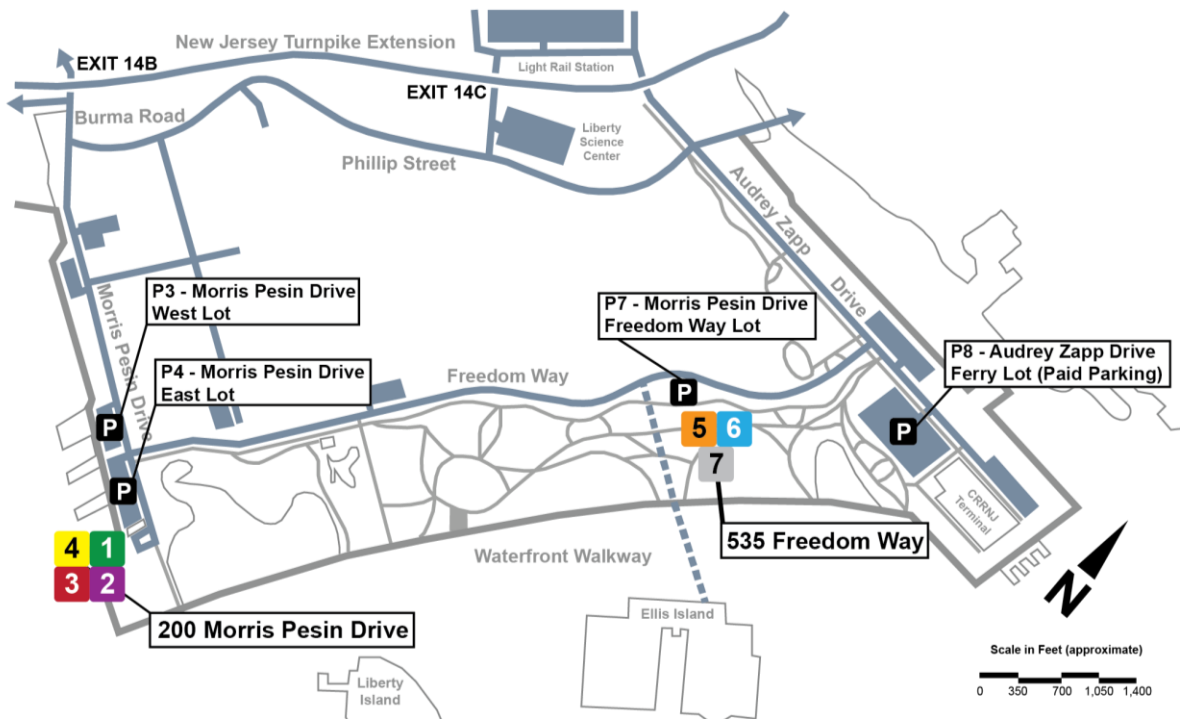 New Jersey Turnpike Extension
EXIT 14B
Light Rail Station
EXIT 14C
Burma Road
Liberty
Science
Center
Phillip Street
Audrey Zapp
Drive
Morris Pesin Drive
P3 - Morris Pesin Drive
West Lot
P7 - Morris Pesin Drive
Freedom Way Lot
P8 - Audrey Zapp Drive
Ferry Lot (Paid Parking)
P4 - Morris Pesin Drive
East Lot
Freedom Way
P
P
P
P
5 6
7
CRRNJ
Terminal
535 Freedom Way
Waterfront Walkway
4 1
3 2
200 Morris Pesin Drive
Ellis Island
Liberty
Island
N
Scale in Feet (approximate)
0 350 700 1,050 1,400